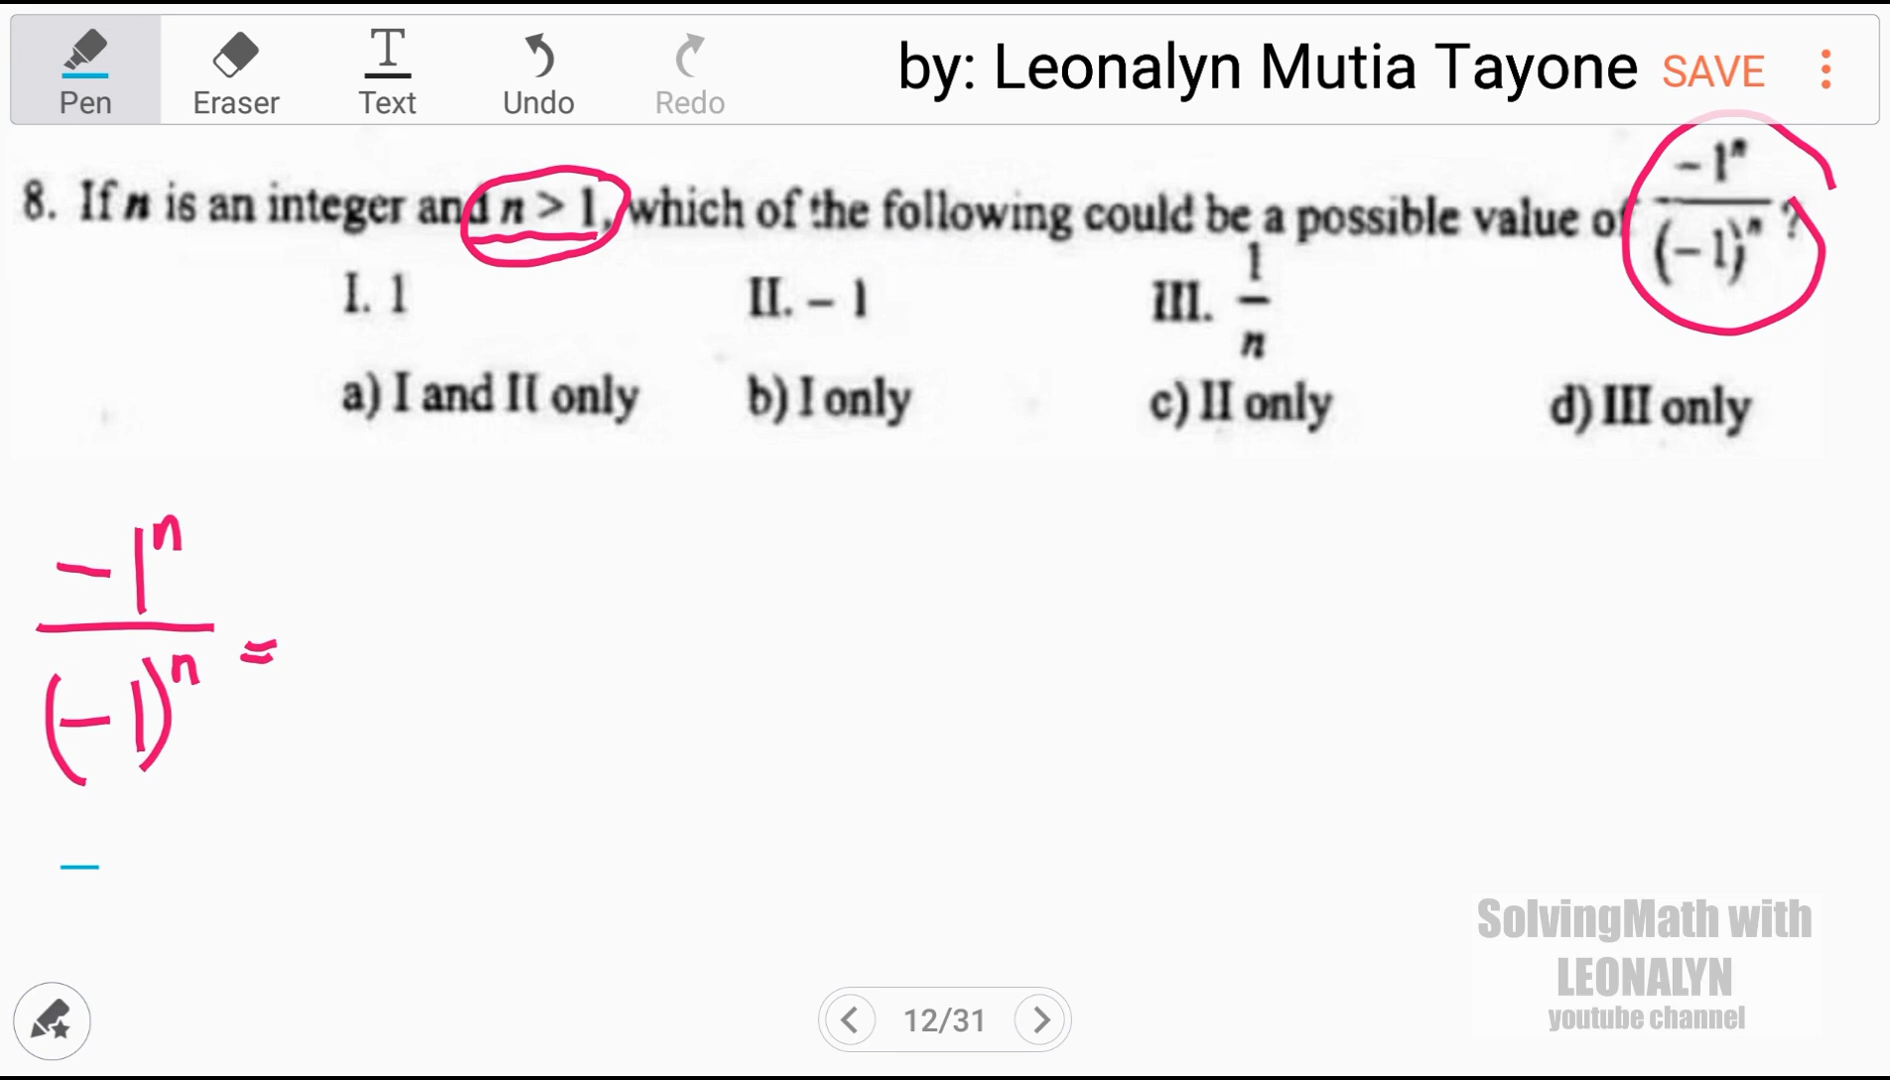 Pen Eraser Text Undo Redo by: Leonalyn Mutia Tayone SAVE
8. If n is an integer and n > 1, which of the following could be a possible value of -1ⁿ/(-1)ⁿ ?
I. 1 II. - 1 III. 1/n
a) I and II only b) I only c) II only d) III only
-1ⁿ/(-1)ⁿ =
SolvingMath with
LEONALYN
youtube channel
12/31